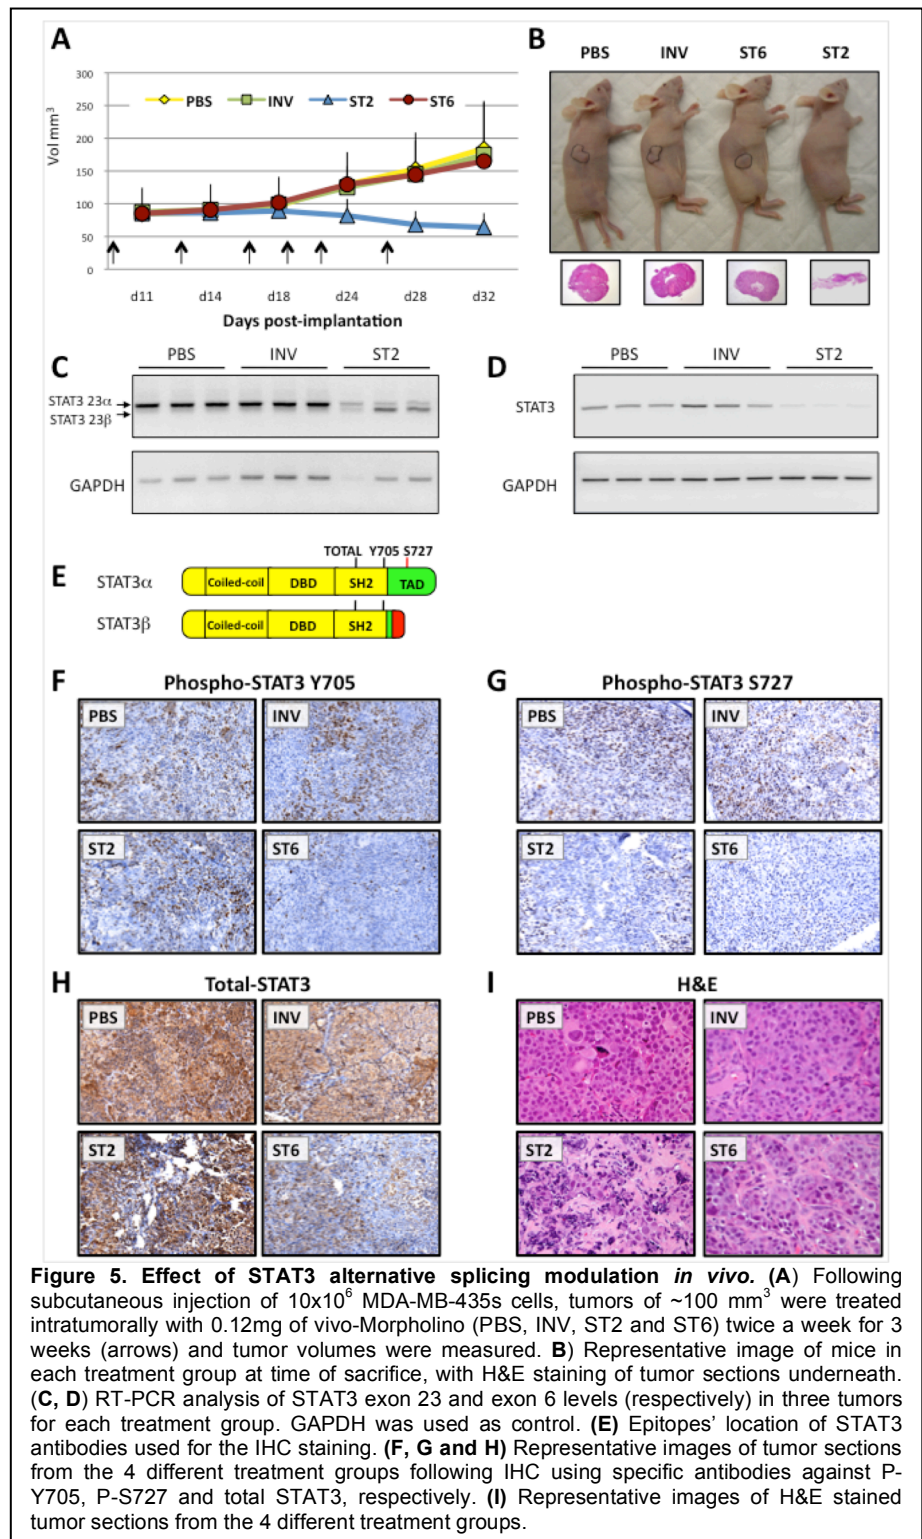 A
Vol mm³
300
250
200
150
100
50
0
PBS INV ST2 ST6
d11 d14 d18 d24 d28 d32
Days post-implantation
B
PBS INV ST6 ST2
C
PBS INV ST2
STAT3 23α
STAT3 23β
GAPDH
D
PBS INV ST2
STAT3
GAPDH
E
TOTAL Y705 S727
STAT3α Coiled-coil DBD SH2 TAD
STAT3β Coiled-coil DBD SH2
F
Phospho-STAT3 Y705
PBS INV
ST2 ST6
G
Phospho-STAT3 S727
PBS INV
ST2 ST6
H
Total-STAT3
PBS INV
ST2 ST6
I
H&E
PBS INV
ST2 ST6
Figure 5. Effect of STAT3 alternative splicing modulation in vivo. (A) Following
subcutaneous injection of 10x10⁶ MDA-MB-435s cells, tumors of ~100 mm³ were treated
intratumorally with 0.12mg of vivo-Morpholino (PBS, INV, ST2 and ST6) twice a week for 3
weeks (arrows) and tumor volumes were measured. B) Representative image of mice in
each treatment group at time of sacrifice, with H&E staining of tumor sections underneath.
(C, D) RT-PCR analysis of STAT3 exon 23 and exon 6 levels (respectively) in three tumors
for each treatment group. GAPDH was used as control. (E) Epitopes' location of STAT3
antibodies used for the IHC staining. (F, G and H) Representative images of tumor sections
from the 4 different treatment groups following IHC using specific antibodies against P-
Y705, P-S727 and total STAT3, respectively. (I) Representative images of H&E stained
tumor sections from the 4 different treatment groups.